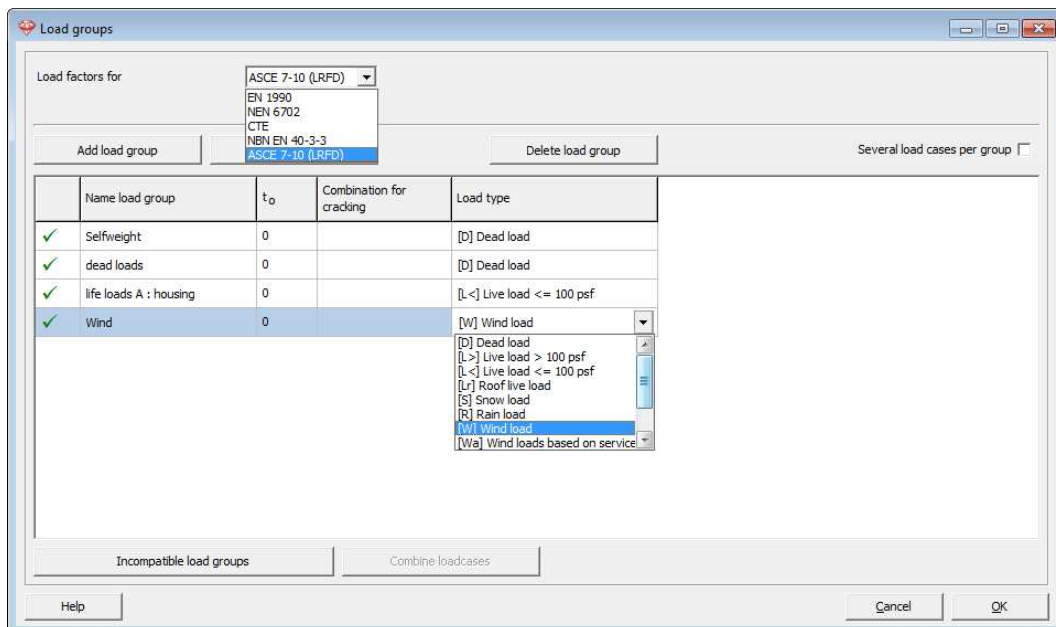 Load groups
Load factors for
ASCE 7-10 (LRFD)
EN 1990
NEN 6702
CTE
NBN EN 40-3-3
ASCE 7-10 (LRFD)
Add load group
Delete load group
Several load cases per group
Name load group
to
Combination for
cracking
Load type
Selfweight
0
[D] Dead load
dead loads
0
[D] Dead load
life loads A : housing
0
[L<] Live load <= 100 psf
Wind
0
[W] Wind load
[D] Dead load
[L>] Live load > 100 psf
[L<] Live load <= 100 psf
[Lr] Roof live load
[S] Snow load
[R] Rain load
[W] Wind load
[Wa] Wind loads based on service
Incompatible load groups
Combine loadcases
Help
Cancel
OK